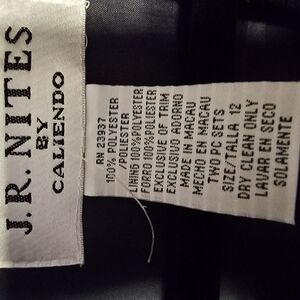 J.R. NITES
BY
CALIENDO
RN 23937
100% POLYESTER
/POLIESTER
LINING 100%POLYESTER
FORRO 100%POLIESTER
EXCLUSIVE OF TRIM
EXCLUSIVO ADORNO
MADE IN MACAU
MECHO EN MACAU
TWO PC SETS
SIZE/TALLA 12
DRY CLEAN ONLY
LAVAR EN SECO
SOLAMENTE